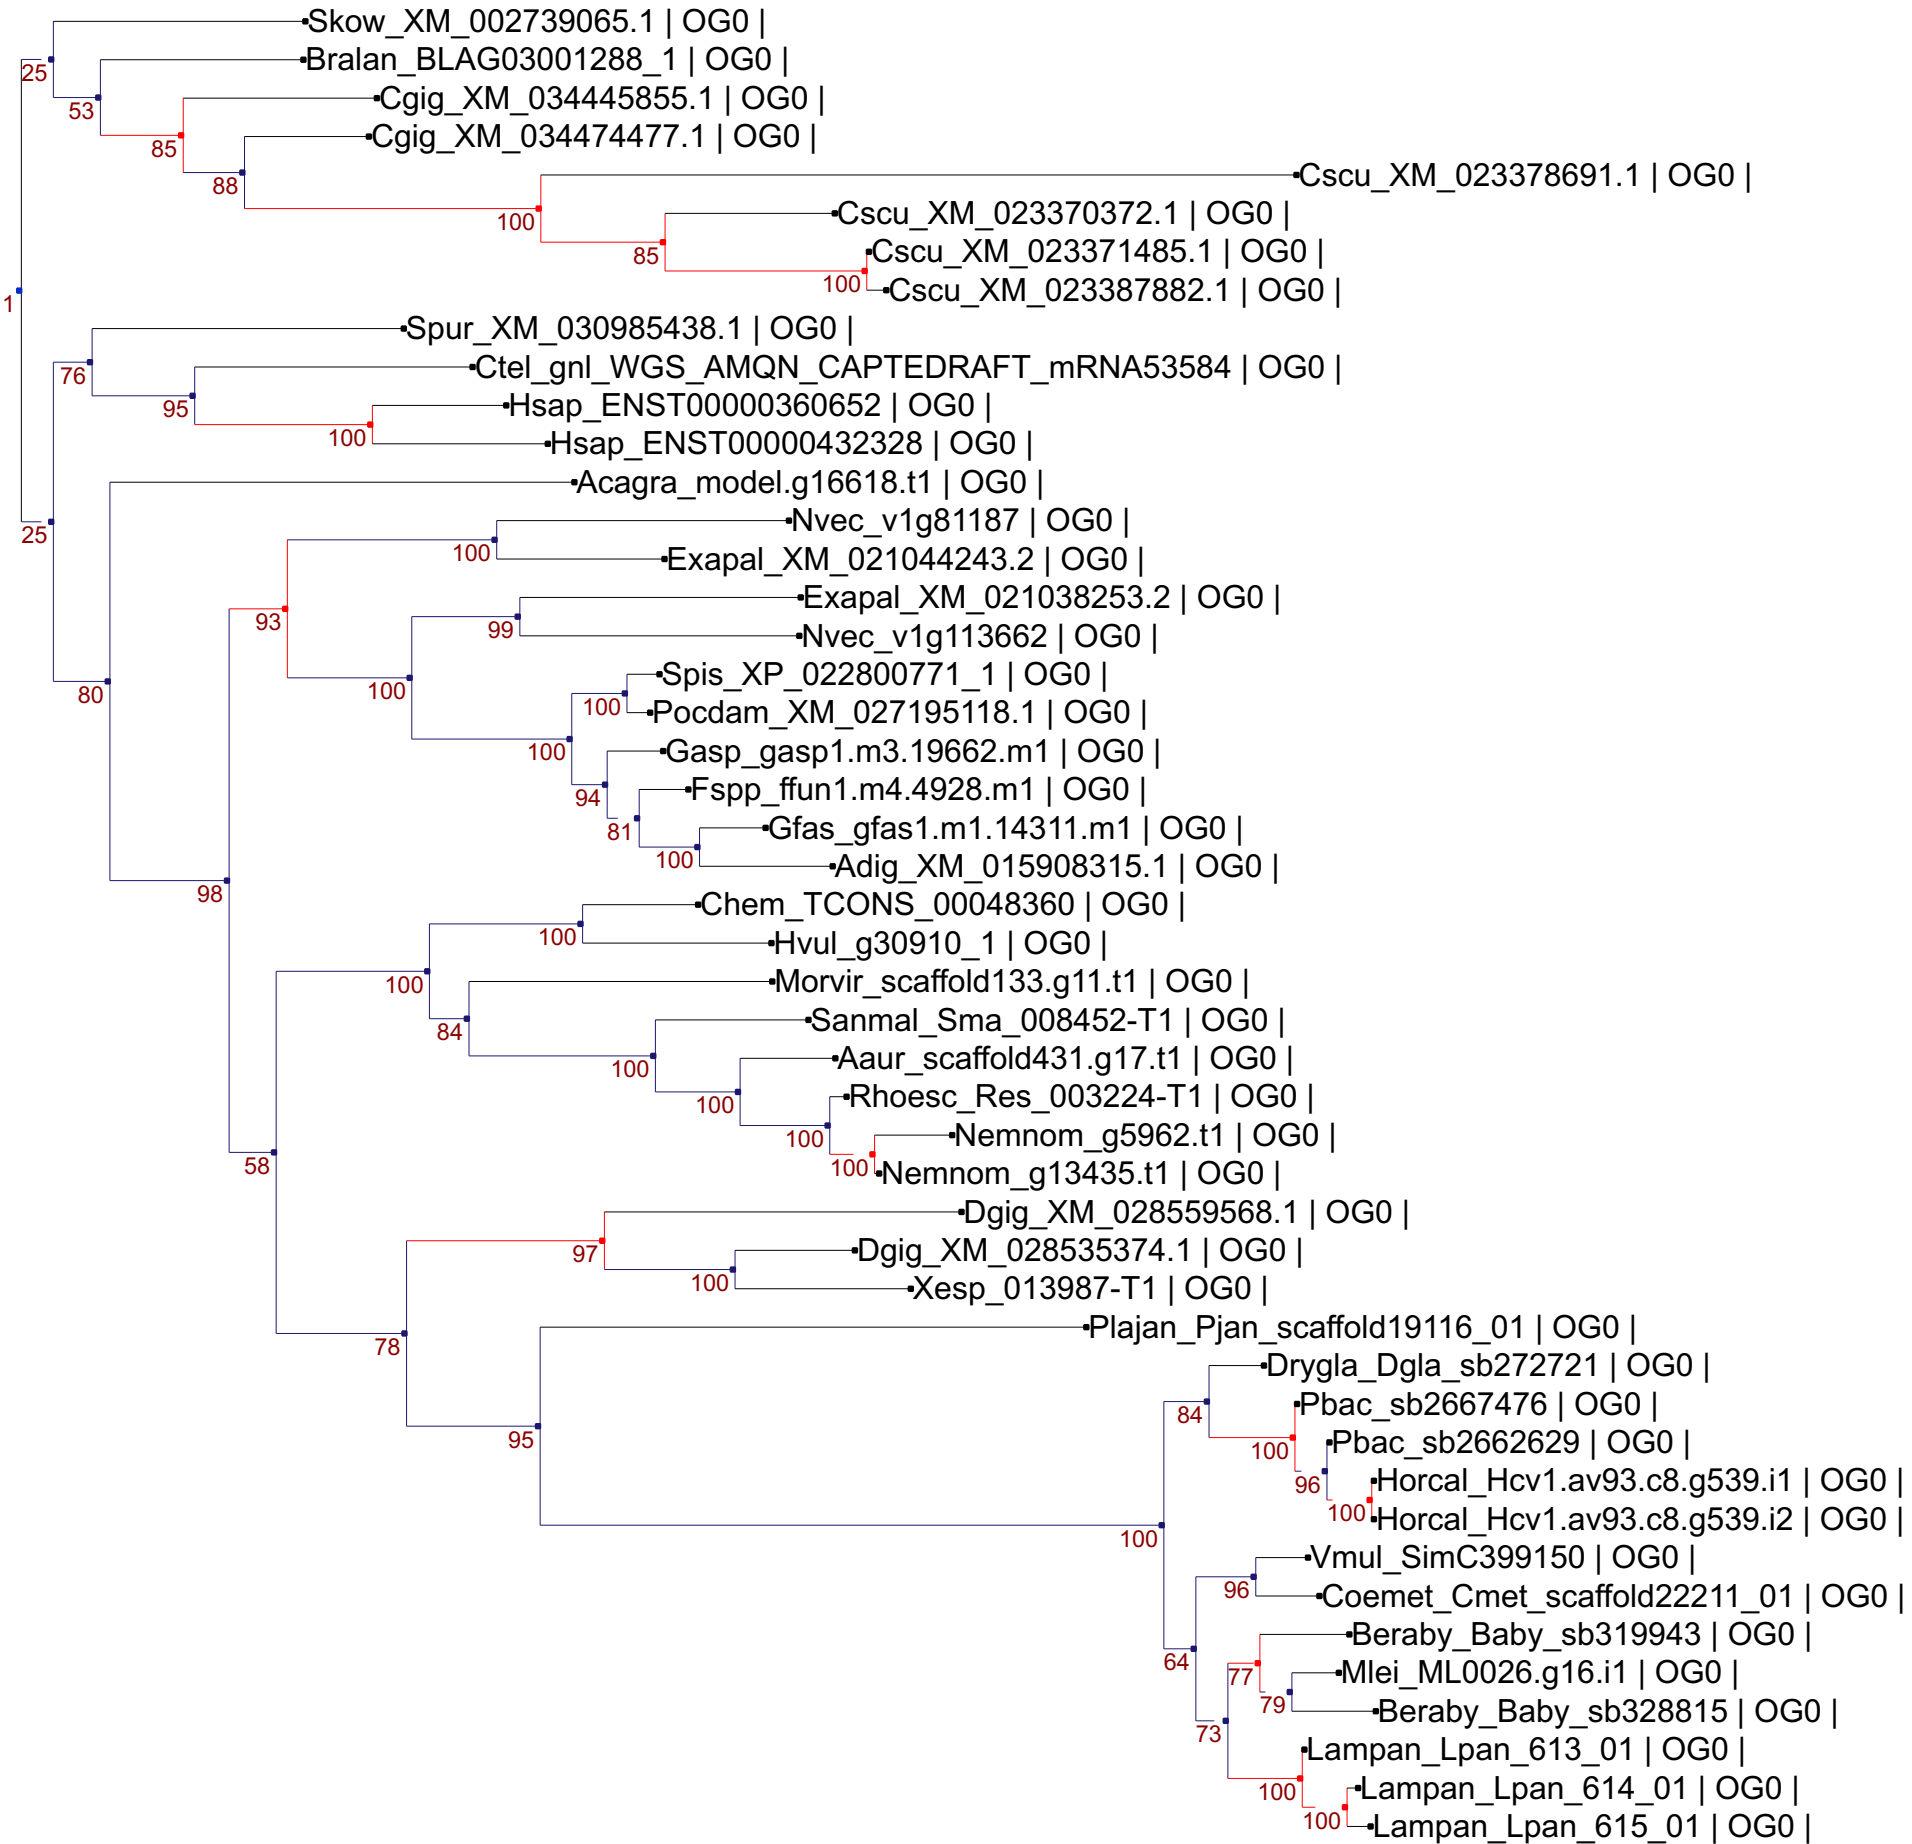 Skow_XM_002739065.1 | OG0 |
25
Bralan_BLAG03001288_1 | OG0 |
53
Cgig_XM_034445855.1 | OG0 |
85
Cgig_XM_034474477.1 | OG0 |
88
Cscu_XM_023378691.1 | OG0 |
100
Cscu_XM_023370372.1 | OG0 |
85
Cscu_XM_023371485.1 | OG0 |
100
Cscu_XM_023387882.1 | OG0 |
1
Spur_XM_030985438.1 | OG0 |
76
Ctel_gnl_WGS_AMQN_CAPTEDRAFT_mRNA53584 | OG0 |
95
Hsap_ENST00000360652 | OG0 |
100
Hsap_ENST00000432328 | OG0 |
Acagra_model.g16618.t1 | OG0 |
25
Nvec_v1g81187 | OG0 |
100
Exapal_XM_021044243.2 | OG0 |
Exapal_XM_021038253.2 | OG0 |
93
99
Nvec_v1g113662 | OG0 |
Spis_XP_022800771_1 | OG0 |
80
100
100
Pocdam_XM_027195118.1 | OG0 |
100
Gasp_gasp1.m3.19662.m1 | OG0 |
94
Fspp_ffun1.m4.4928.m1 | OG0 |
81
Gfas_gfas1.m1.14311.m1 | OG0 |
100
Adig_XM_015908315.1 | OG0 |
98
Chem_TCONS_00048360 | OG0 |
100
Hvul_g30910_1 | OG0 |
100
Morvir_scaffold133.g11.t1 | OG0 |
84
Sanmal_Sma_008452-T1 | OG0 |
100
Aaur_scaffold431.g17.t1 | OG0 |
100
Rhoesc_Res_003224-T1 | OG0 |
100
Nemnom_g5962.t1 | OG0 |
58
100
Nemnom_g13435.t1 | OG0 |
Dgig_XM_028559568.1 | OG0 |
97
Dgig_XM_028535374.1 | OG0 |
100
Xesp_013987-T1 | OG0 |
Plajan_Pjan_scaffold19116_01 | OG0 |
78
Drygla_Dgla_sb272721 | OG0 |
84
Pbac_sb2667476 | OG0 |
95
100
Pbac_sb2662629 | OG0 |
96
Horcal_Hcv1.av93.c8.g539.i1 | OG0 |
100
Horcal_Hcv1.av93.c8.g539.i2 | OG0 |
100
Vmul_SimC399150 | OG0 |
96
Coemet_Cmet_scaffold22211_01 | OG0 |
Beraby_Baby_sb319943 | OG0 |
64
77
Mlei_ML0026.g16.i1 | OG0 |
79
Beraby_Baby_sb328815 | OG0 |
73
Lampan_Lpan_613_01 | OG0 |
100
Lampan_Lpan_614_01 | OG0 |
100
Lampan_Lpan_615_01 | OG0 |